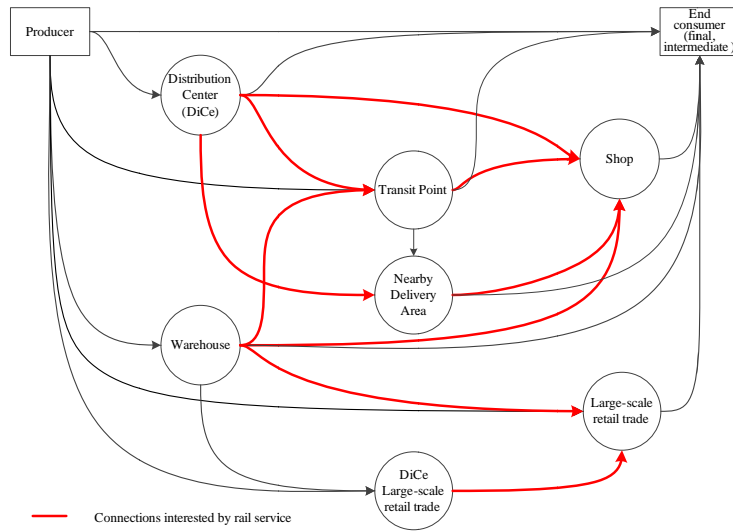 Producer
End
consumer
(final,
intermediate )
Distribution
Center
(DiCe)
Shop
Transit Point
Nearby
Delivery
Area
Warehouse
Large-scale
retail trade
DiCe
Large-scale
retail trade
Connections interested by rail service